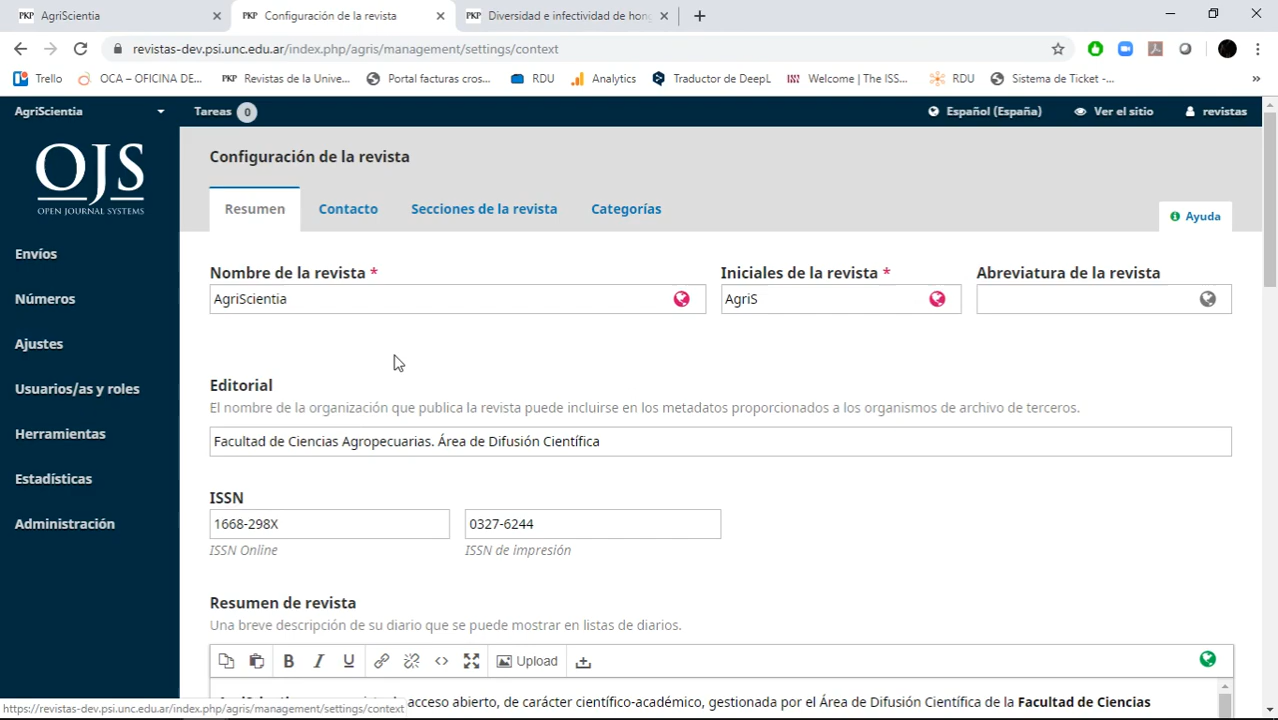 AgriScientia
Configuración de la revista
Diversidad e infectividad de hong
revistas-dev.psi.unc.edu.ar/index.php/agris/management/settings/context
Trello
OCA – OFICINA DE...
Revistas de la Unive...
Portal facturas cros...
RDU
Analytics
Traductor de DeepL
Welcome | The ISS...
RDU
Sistema de Ticket -...
AgriScientia
Tareas 0
Español (España)
Ver el sitio
revistas
OJS
OPEN JOURNAL SYSTEMS
Envíos
Números
Ajustes
Usuarios/as y roles
Herramientas
Estadísticas
Administración
Configuración de la revista
Resumen
Contacto
Secciones de la revista
Categorías
Ayuda
Nombre de la revista *
Iniciales de la revista *
Abreviatura de la revista
AgriScientia
AgriS
Editorial
El nombre de la organización que publica la revista puede incluirse en los metadatos proporcionados a los organismos de archivo de terceros.
Facultad de Ciencias Agropecuarias. Área de Difusión Científica
ISSN
1668-298X
0327-6244
ISSN Online
ISSN de impresión
Resumen de revista
Una breve descripción de su diario que se puede mostrar en listas de diarios.
B I U Upload
acceso abierto, de carácter científico-académico, gestionada por el Área de Difusión Científica de la Facultad de Ciencias
https://revistas-dev.psi.unc.edu.ar/index.php/agris/management/settings/context